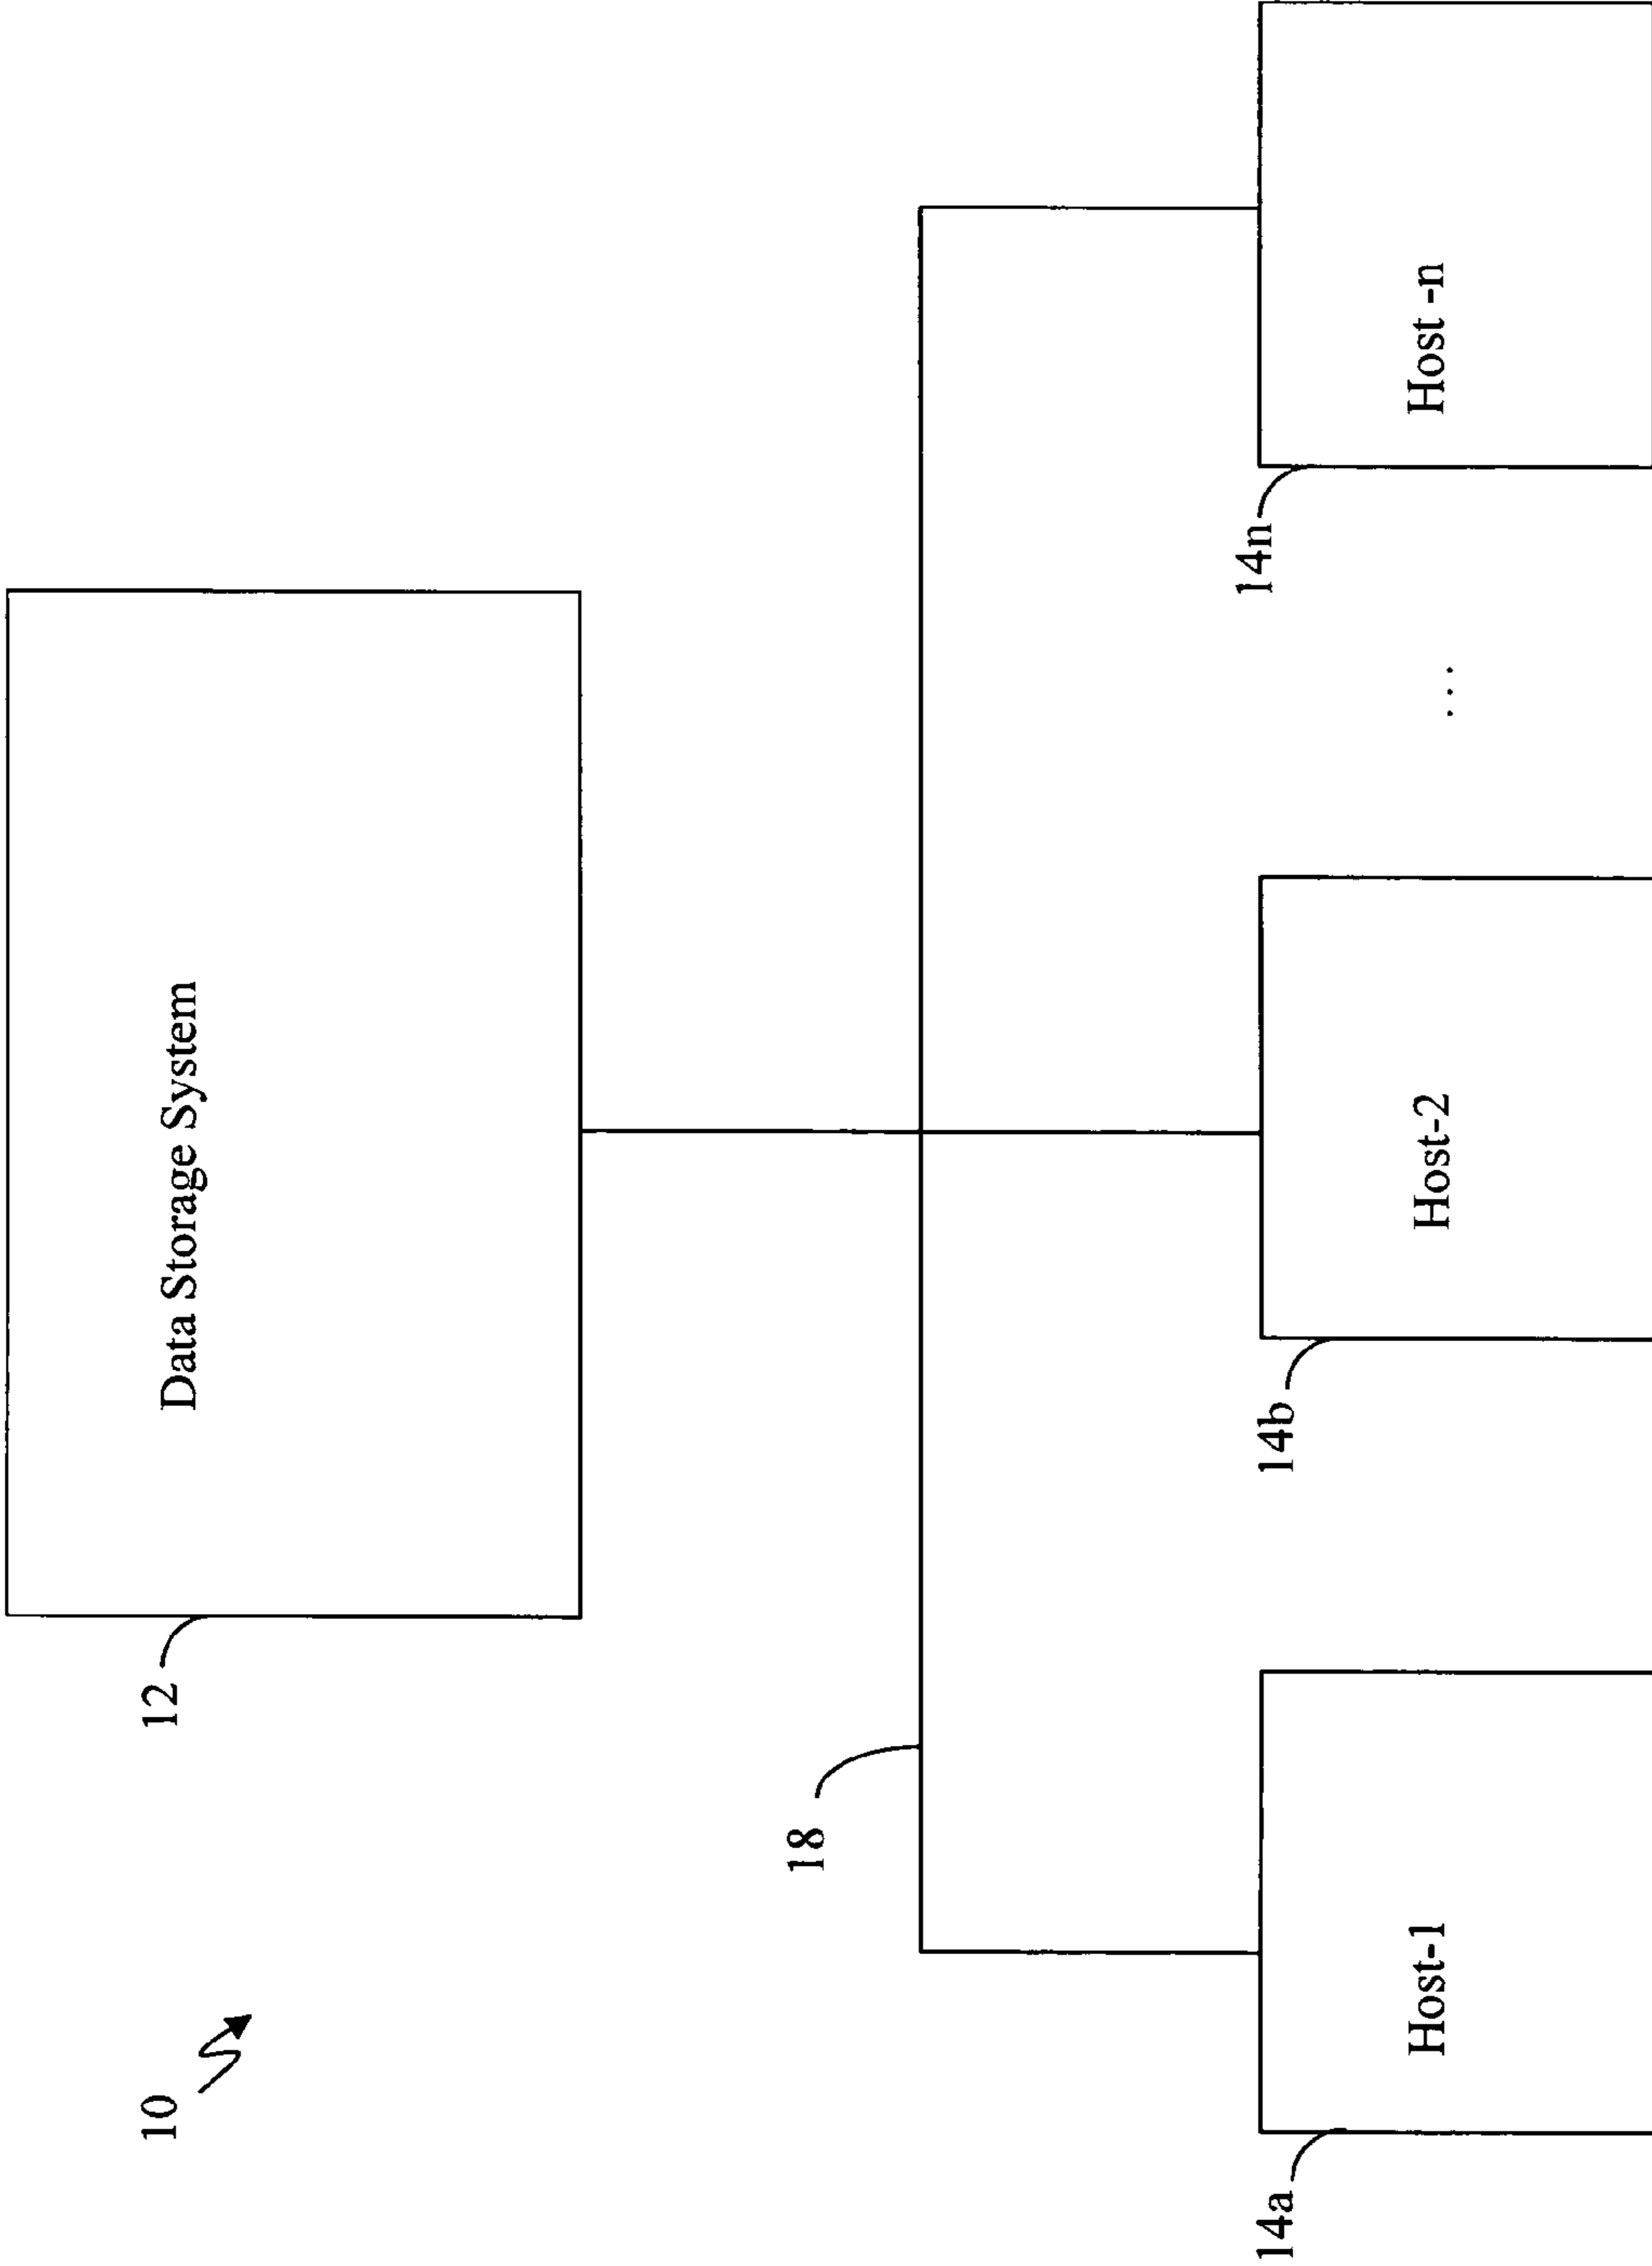 10
12
Data Storage System
18
14a
Host-1
14b
Host-2
...
14n
Host -n